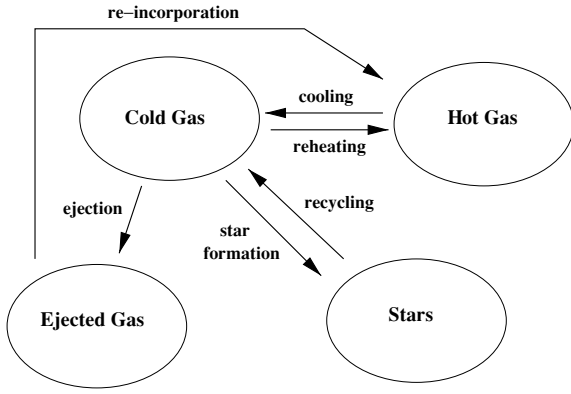 re−incorporation
cooling
Cold Gas
Hot Gas
reheating
ejection
recycling
star
formation
Ejected Gas
Stars